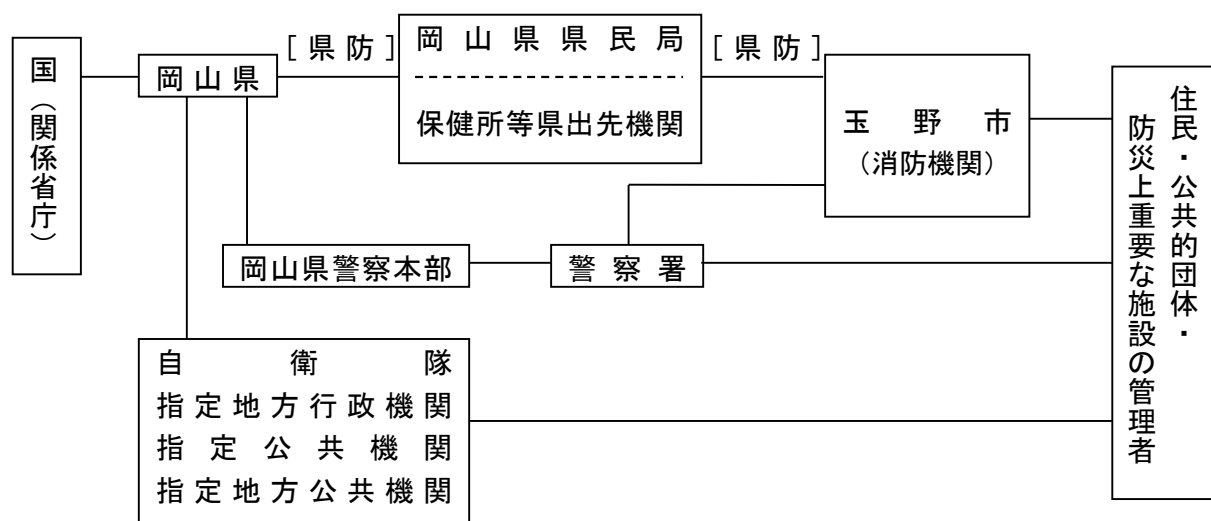 国（関係省庁）
岡山県
［県防］
岡山県県民局
保健所等県出先機関
［県防］
玉野市
（消防機関）
住民・公共的団体・
防災上重要な施設の管理者
岡山県警察本部
警察署
自衛隊
指定地方行政機関
指定公共機関
指定地方公共機関